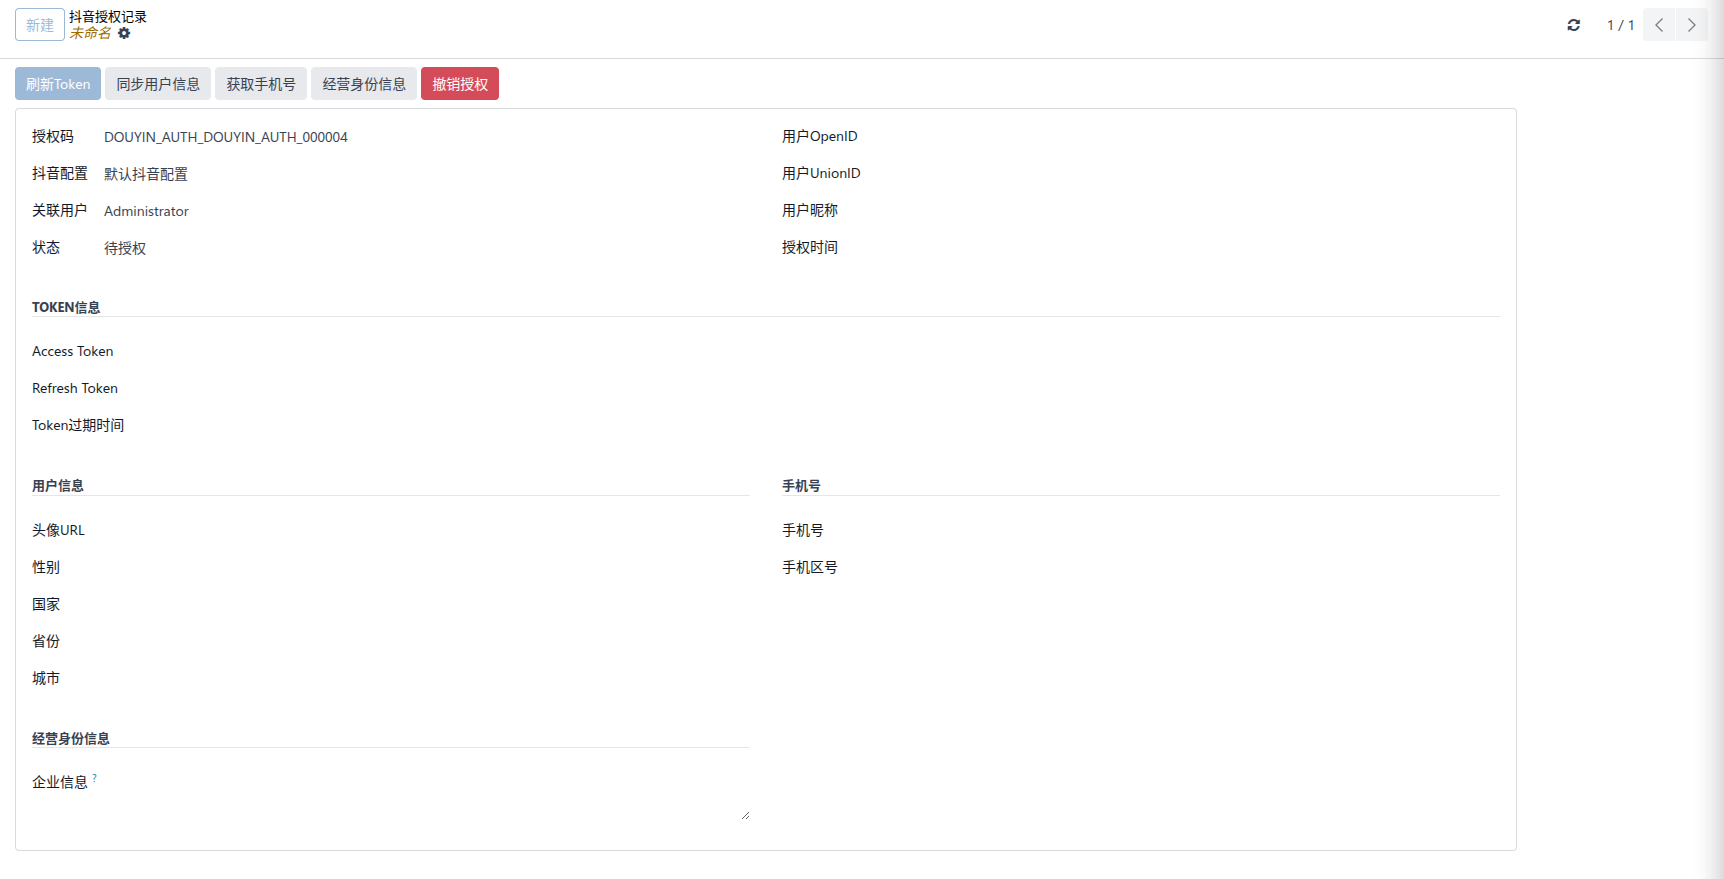 新建
抖音授权记录
未命名
1 / 1
刷新Token 同步用户信息 获取手机号 经营身份信息 撤销授权
授权码 DOUYIN_AUTH_DOUYIN_AUTH_000004
用户OpenID
抖音配置 默认抖音配置
用户UnionID
关联用户 Administrator
用户昵称
状态 待授权
授权时间
TOKEN信息
Access Token
Refresh Token
Token过期时间
用户信息
头像URL
性别
国家
省份
城市
手机号
手机号
手机区号
经营身份信息
企业信息 ?